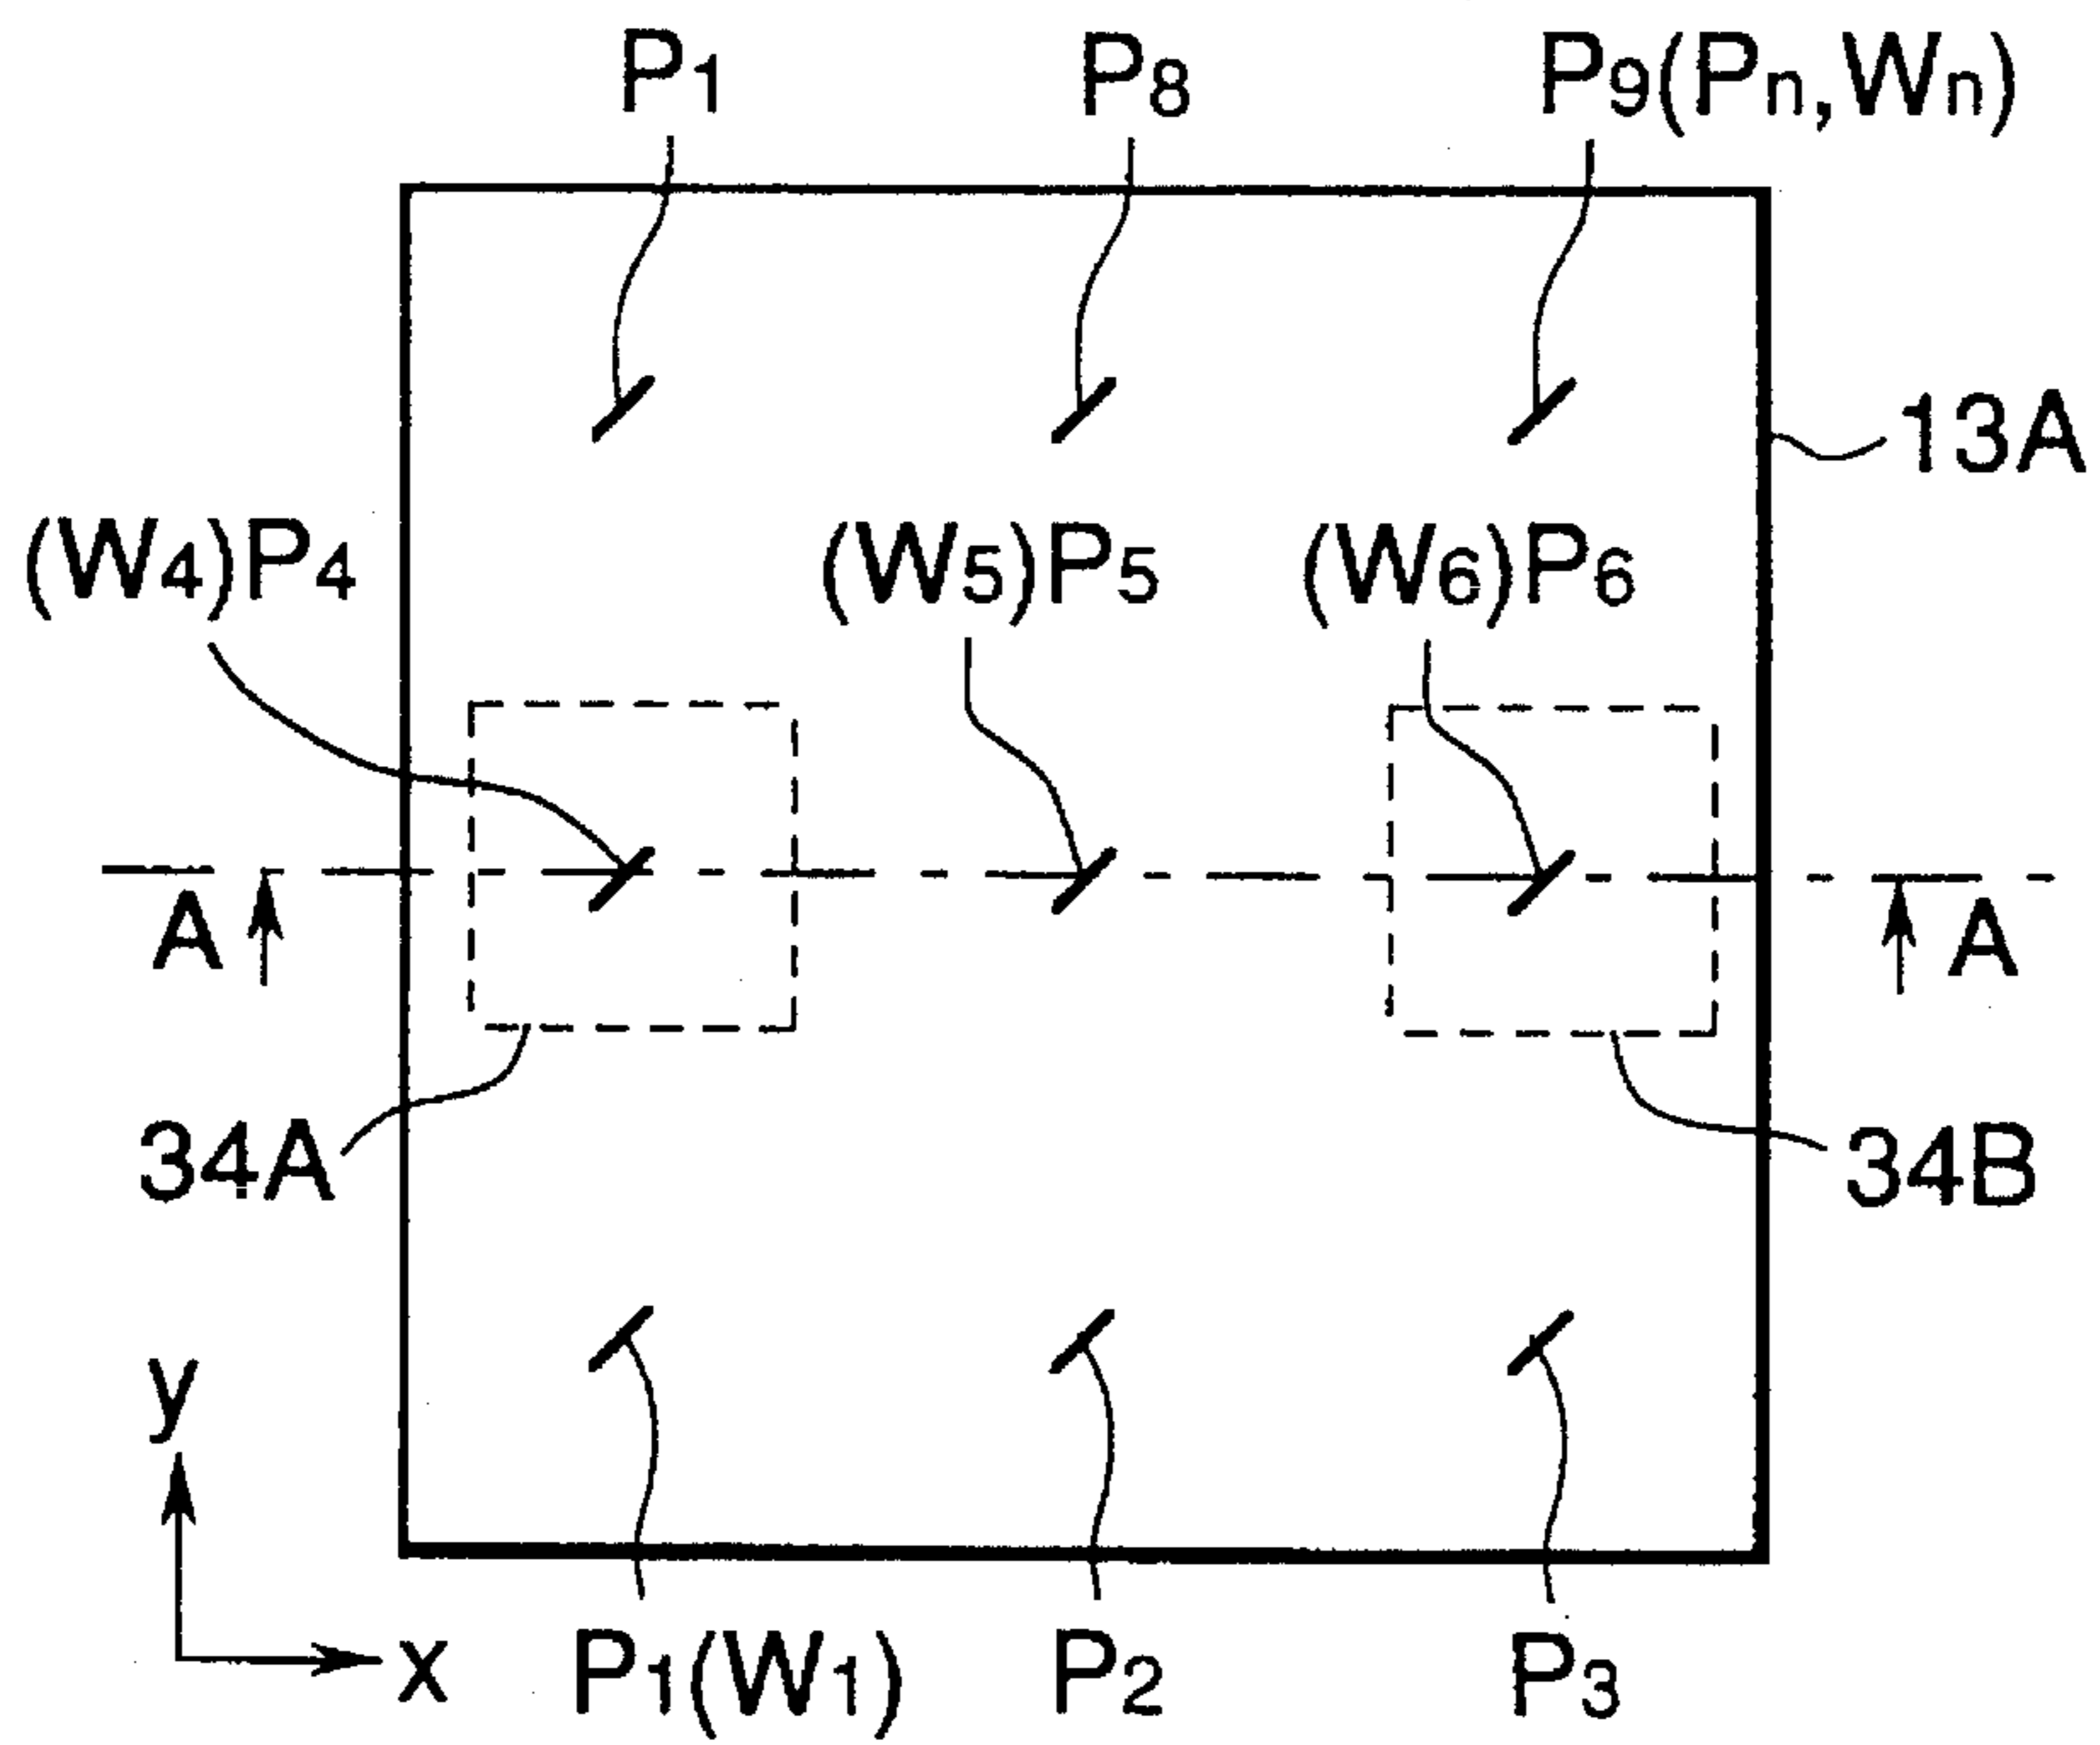 P1 P8 P9(Pn,Wn)
13A
(W4)P4 (W5)P5 (W6)P6
A A
34A 34B
y
x P1(W1) P2 P3